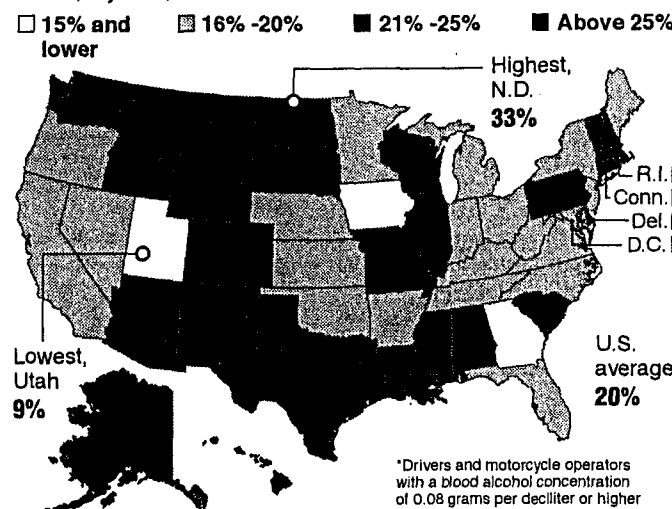 15% and lower
16% -20%
21% -25%
Above 25%
Highest,
N.D.
33%
R.I.
Conn.
Del.
D.C.
Lowest,
Utah
9%
U.S.
average
20%
*Drivers and motorcycle operators
with a blood alcohol concentration
of 0.08 grams per deciliter or higher